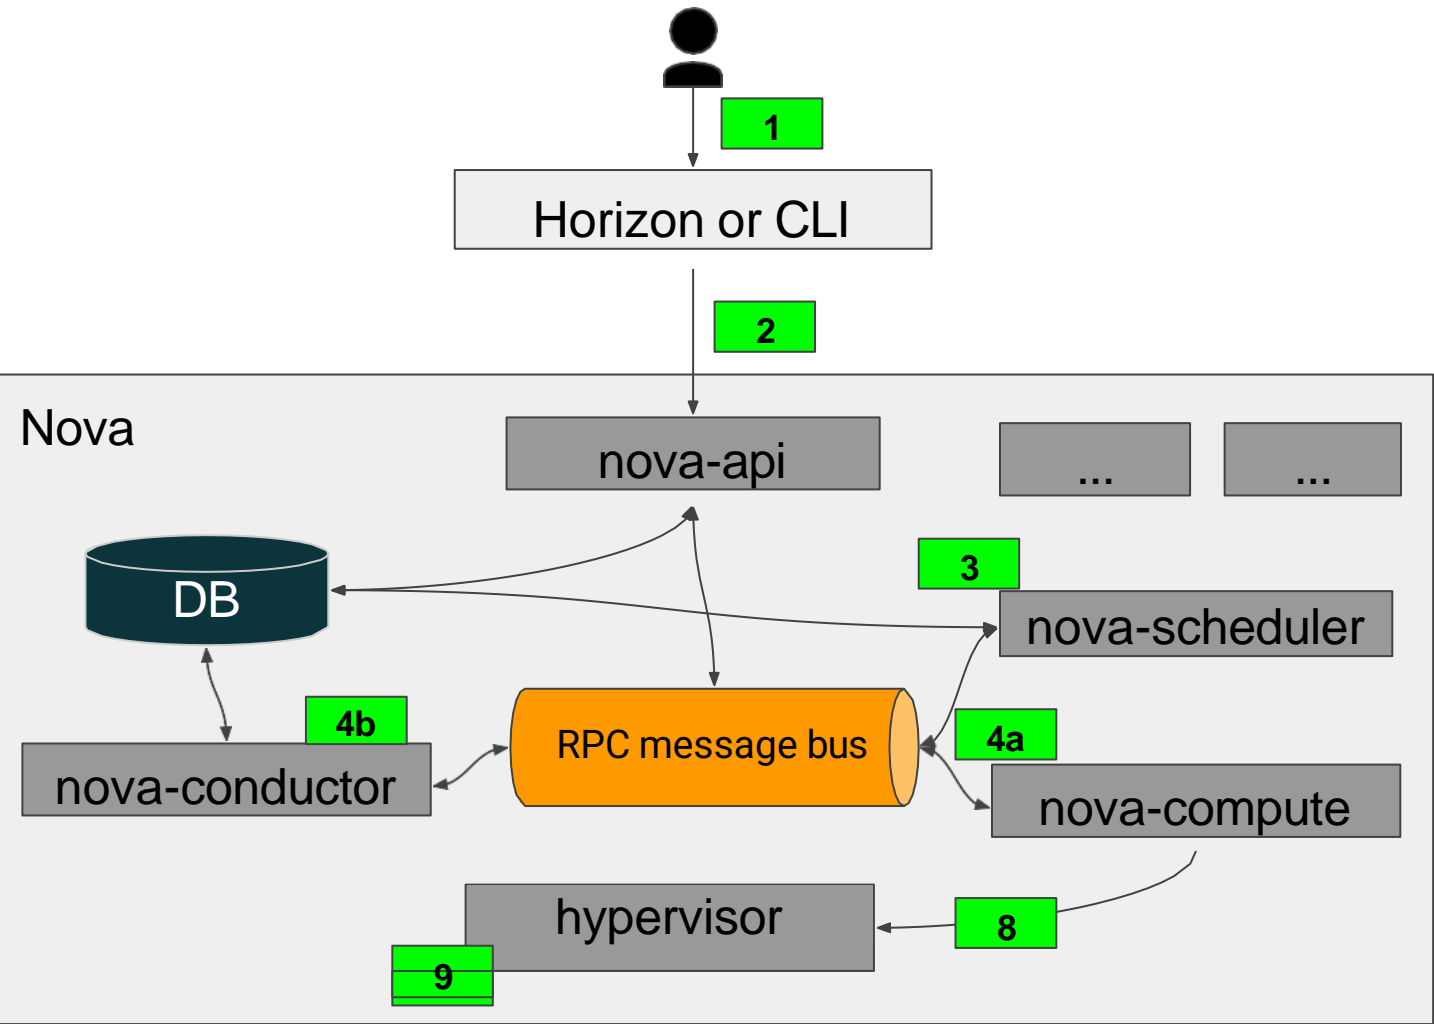 1
Horizon or CLI
2
Nova
nova-api
...
...
3
DB
nova-scheduler
4b
4a
RPC message bus
nova-conductor
nova-compute
hypervisor
8
9